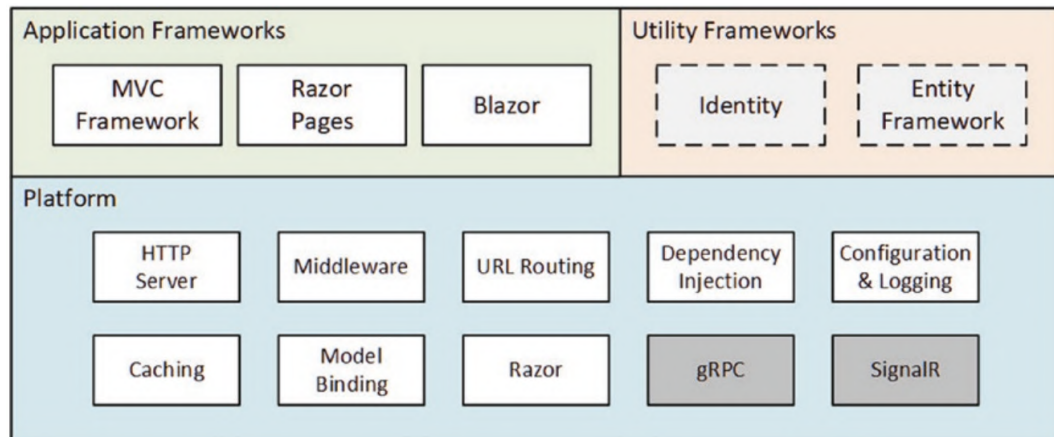 Application Frameworks
Utility Frameworks
MVC
Framework
Razor
Pages
Blazor
Identity
Entity
Framework
Platform
HTTP
Server
Middleware
URL Routing
Dependency
Injection
Configuration
& Logging
Caching
Model
Binding
Razor
gRPC
SignalR